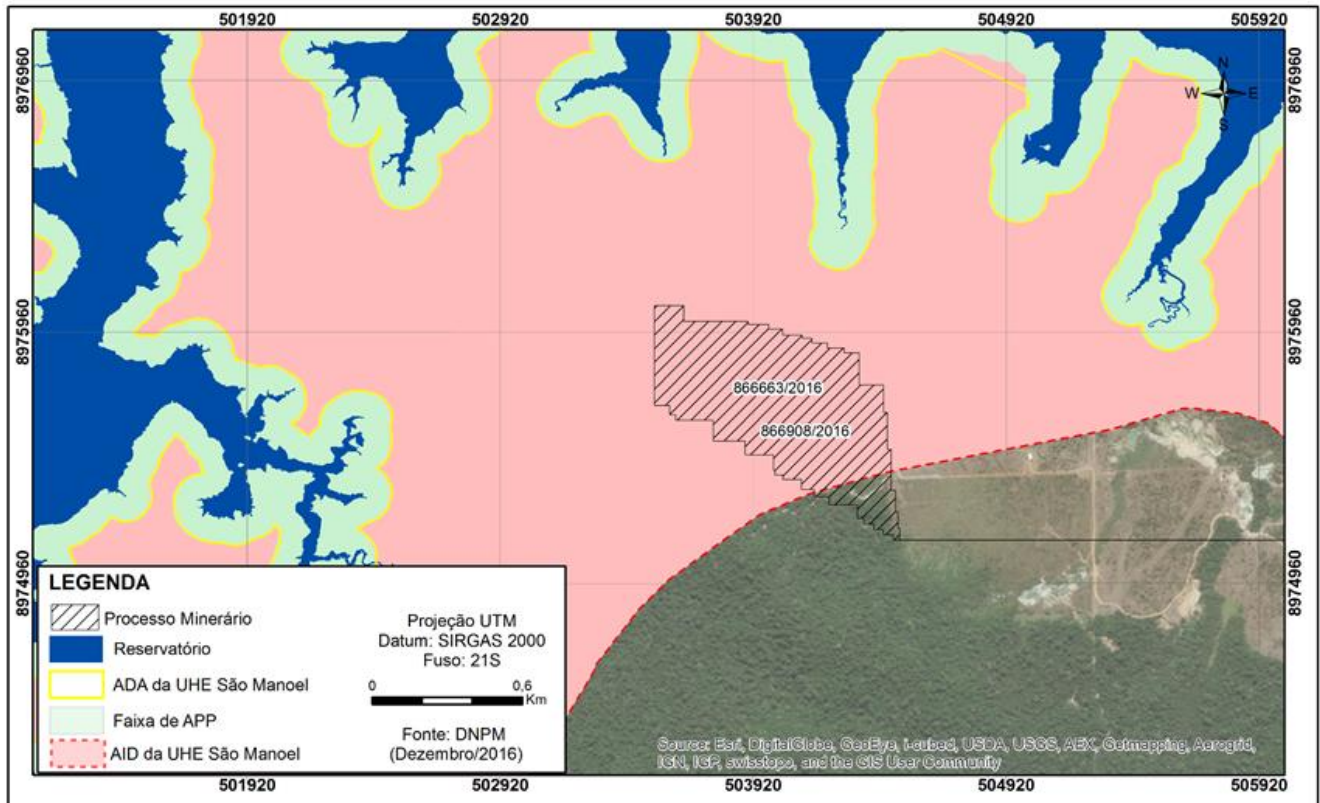 501920 502920 503920 504920 505920
8976960 8976960
N
W E
S
8975960 8975960
866663/2016
866908/2016
8974960 8974960
LEGENDA
Processo Minerário
Reservatório
ADA da UHE São Manoel
Faixa de APP
AID da UHE São Manoel
Projeção UTM
Datum: SIRGAS 2000
Fuso: 21S
0 0,6
Km
Fonte: DNPM
(Dezembro/2016)
Source: Esri, DigitalGlobe, GeoEye, i-cubed, USDA, USGS, AEX, Getmapping, Aerogrid,
IGN, IGP, swisstopo, and the GIS User Community
501920 502920 503920 504920 505920